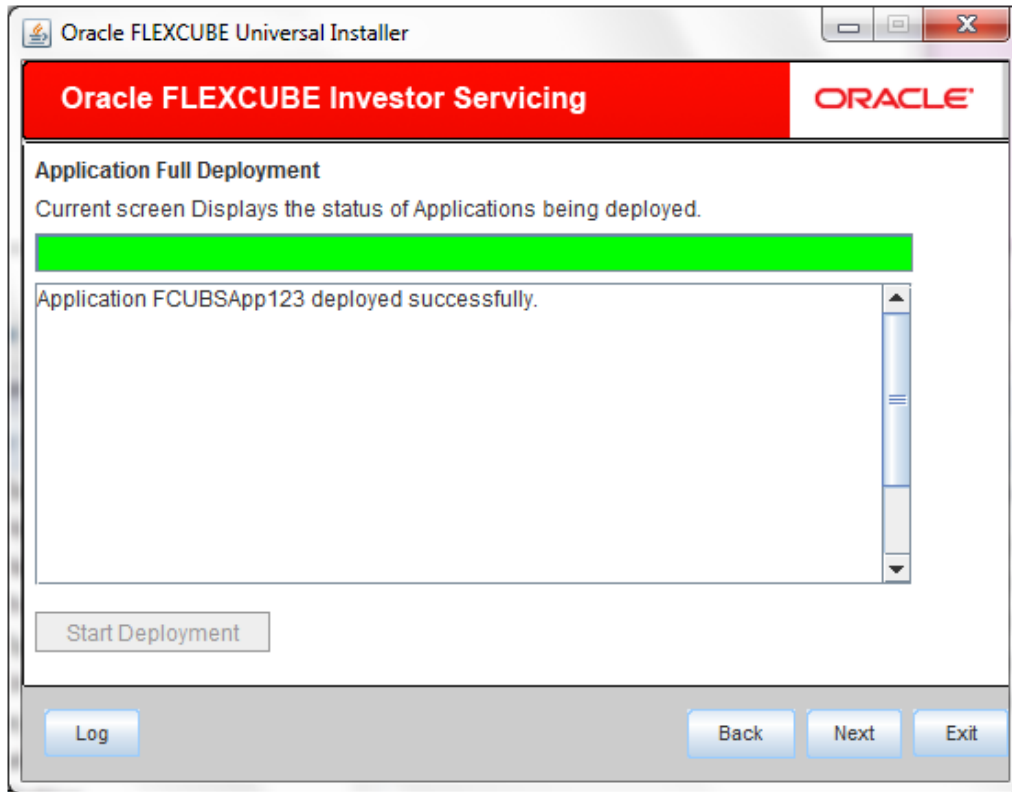 Oracle FLEXCUBE Universal Installer
Oracle FLEXCUBE Investor Servicing
ORACLE
Application Full Deployment
Current screen Displays the status of Applications being deployed.
Application FCUBSApp123 deployed successfully.
Start Deployment
Log
Back
Next
Exit